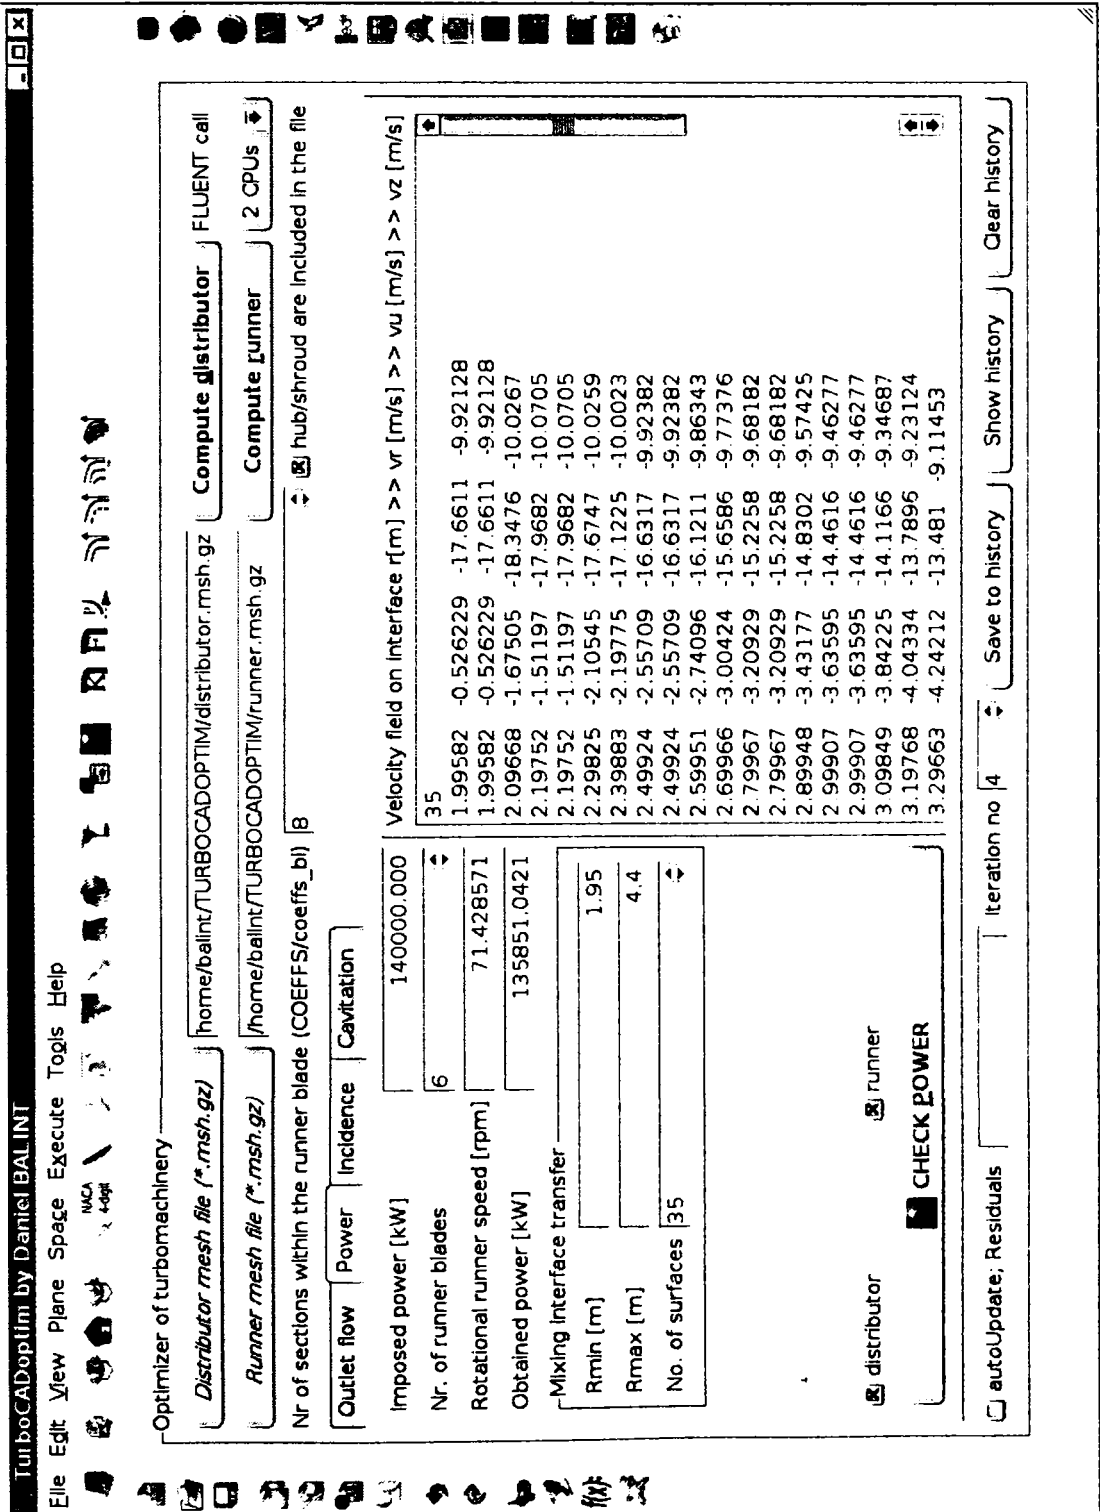 TurboCADoptim by Daniel BALINT
File Edit View Plane Space Execute Tools Help
NACA
4-digit
Optimizer of turbomachinery
Distributor mesh file (*.msh.gz) home/balint/TURBOCADOPTIM/distributor.msh.gz Compute distributor FLUENT call
Runner mesh file (*.msh.gz) /home/balint/TURBOCADOPTIM/runner.msh.gz Compute runner 2 CPUs
Nr of sections within the runner blade (COEFFS/coeffs_bl) 8 hub/shroud are included in the file
Outlet flow Power Incidence Cavitation
Imposed power [kW] 140000.000
Nr. of runner blades 6
Rotational runner speed [rpm] 71.428571
Obtained power [kW] 135851.0421
Mixing interface transfer
Rmin [m] 1.95
Rmax [m] 4.4
No. of surfaces 35
distributor runner
CHECK POWER
Velocity field on interface r[m] >> vr [m/s] >> vu [m/s] >> vz [m/s]
35
1.99582 -0.526229 -17.6611 -9.92128
1.99582 -0.526229 -17.6611 -9.92128
2.09668 -1.67505 -18.3476 -10.0267
2.19752 -1.51197 -17.9682 -10.0705
2.19752 -1.51197 -17.9682 -10.0705
2.29825 -2.10545 -17.6747 -10.0259
2.39883 -2.19775 -17.1225 -10.0023
2.49924 -2.55709 -16.6317 -9.92382
2.49924 -2.55709 -16.6317 -9.92382
2.59951 -2.74096 -16.1211 -9.86343
2.69966 -3.00424 -15.6586 -9.77376
2.79967 -3.20929 -15.2258 -9.68182
2.79967 -3.20929 -15.2258 -9.68182
2.89948 -3.43177 -14.8302 -9.57425
2.99907 -3.63595 -14.4616 -9.46277
2.99907 -3.63595 -14.4616 -9.46277
3.09849 -3.84225 -14.1166 -9.34687
3.19768 -4.04334 -13.7896 -9.23124
3.29663 -4.24212 -13.481 -9.11453
autoUpdate; Residuals Iteration no 4 Save to history Show history Clear history
f(x)